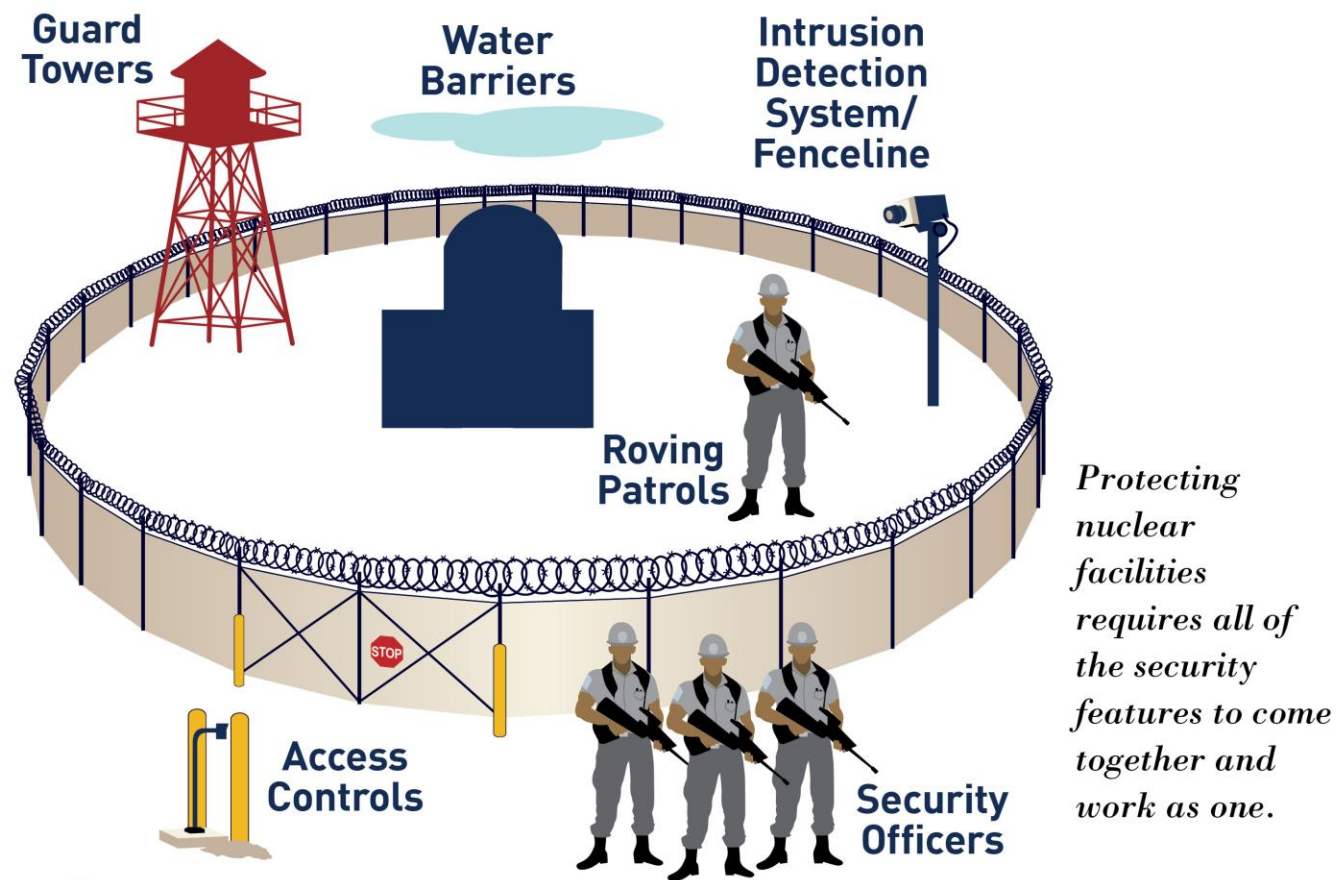 Guard
Towers
Water
Barriers
Intrusion
Detection
System/
Fenceline
Roving
Patrols
Protecting
nuclear
facilities
requires all of
the security
features to come
together and
work as one.
STOP
Access
Controls
Security
Officers